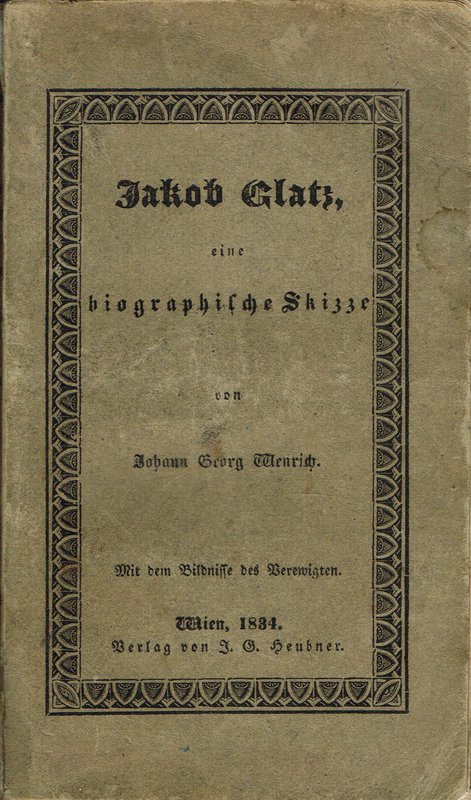 Jakob Glatz,
eine
biographiſche Skizze
von
Johann Georg Wenrich.
Mit dem Bildniſſe des Verewigten.
Wien, 1834.
Verlag von J. G. Heubner.